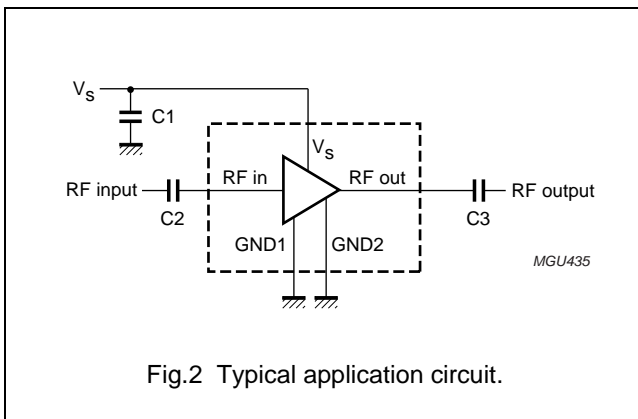 Vs
C1
Vs
RF input
RF in
RF out
RF output
C2
C3
GND1
GND2
MGU435
Fig.2 Typical application circuit.